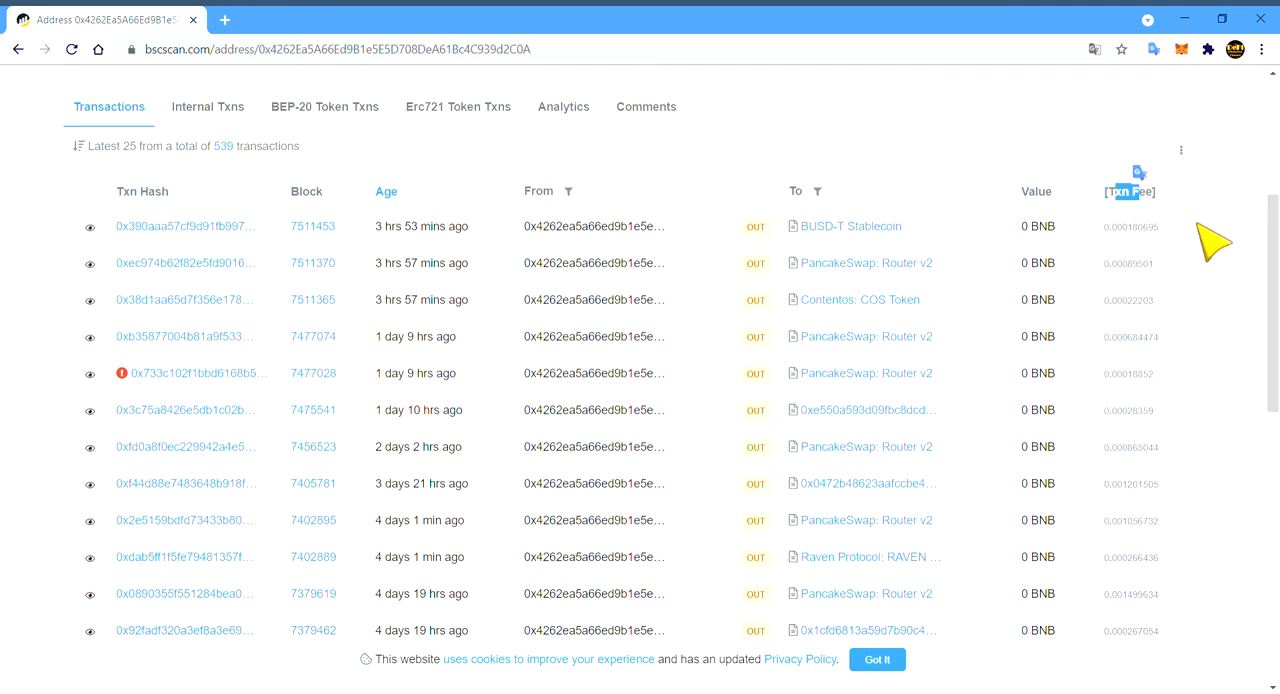 Address 0x4262Ea5A66Ed9B1e5
bscscan.com/address/0x4262Ea5A66Ed9B1e5E5D708DeA61Bc4C939d2C0A
Transactions Internal Txns BEP-20 Token Txns Erc721 Token Txns Analytics Comments
Latest 25 from a total of 539 transactions
Txn Hash Block Age From To Value [Txn Fee]
0x390aaa57cf9d91fb997... 7511453 3 hrs 53 mins ago 0x4262ea5a66ed9b1e5e... OUT BUSD-T Stablecoin 0 BNB 0.000180695
0xec974b62f82e5fd9016... 7511370 3 hrs 57 mins ago 0x4262ea5a66ed9b1e5e... OUT PancakeSwap: Router v2 0 BNB 0.00089501
0x38d1aa65d7f356e178... 7511365 3 hrs 57 mins ago 0x4262ea5a66ed9b1e5e... OUT Contentos: COS Token 0 BNB 0.00022203
0xb35877004b81a9f533... 7477074 1 day 9 hrs ago 0x4262ea5a66ed9b1e5e... OUT PancakeSwap: Router v2 0 BNB 0.000684474
0x733c102f1bbd6168b5... 7477028 1 day 9 hrs ago 0x4262ea5a66ed9b1e5e... OUT PancakeSwap: Router v2 0 BNB 0.00018852
0x3c75a8426e5db1c02b... 7475541 1 day 10 hrs ago 0x4262ea5a66ed9b1e5e... OUT 0xe550a593d09fbc8dcd... 0 BNB 0.00028359
0xfd0a8f0ec229942a4e5... 7456523 2 days 2 hrs ago 0x4262ea5a66ed9b1e5e... OUT PancakeSwap: Router v2 0 BNB 0.000865044
0xf44d88e7483648b918f... 7405781 3 days 21 hrs ago 0x4262ea5a66ed9b1e5e... OUT 0x0472b48623aafccbe4... 0 BNB 0.001201505
0x2e5159bdfd73433b80... 7402895 4 days 1 min ago 0x4262ea5a66ed9b1e5e... OUT PancakeSwap: Router v2 0 BNB 0.001056732
0xdab5ff1f5fe79481357f... 7402889 4 days 1 min ago 0x4262ea5a66ed9b1e5e... OUT Raven Protocol: RAVEN ... 0 BNB 0.000266436
0x0890355f551284bea0... 7379619 4 days 19 hrs ago 0x4262ea5a66ed9b1e5e... OUT PancakeSwap: Router v2 0 BNB 0.001499634
0x92fadf320a3ef8a3e69... 7379462 4 days 19 hrs ago 0x4262ea5a66ed9b1e5e... OUT 0x1cfd6813a59d7b90c4... 0 BNB 0.000267054
This website uses cookies to improve your experience and has an updated Privacy Policy. Got It